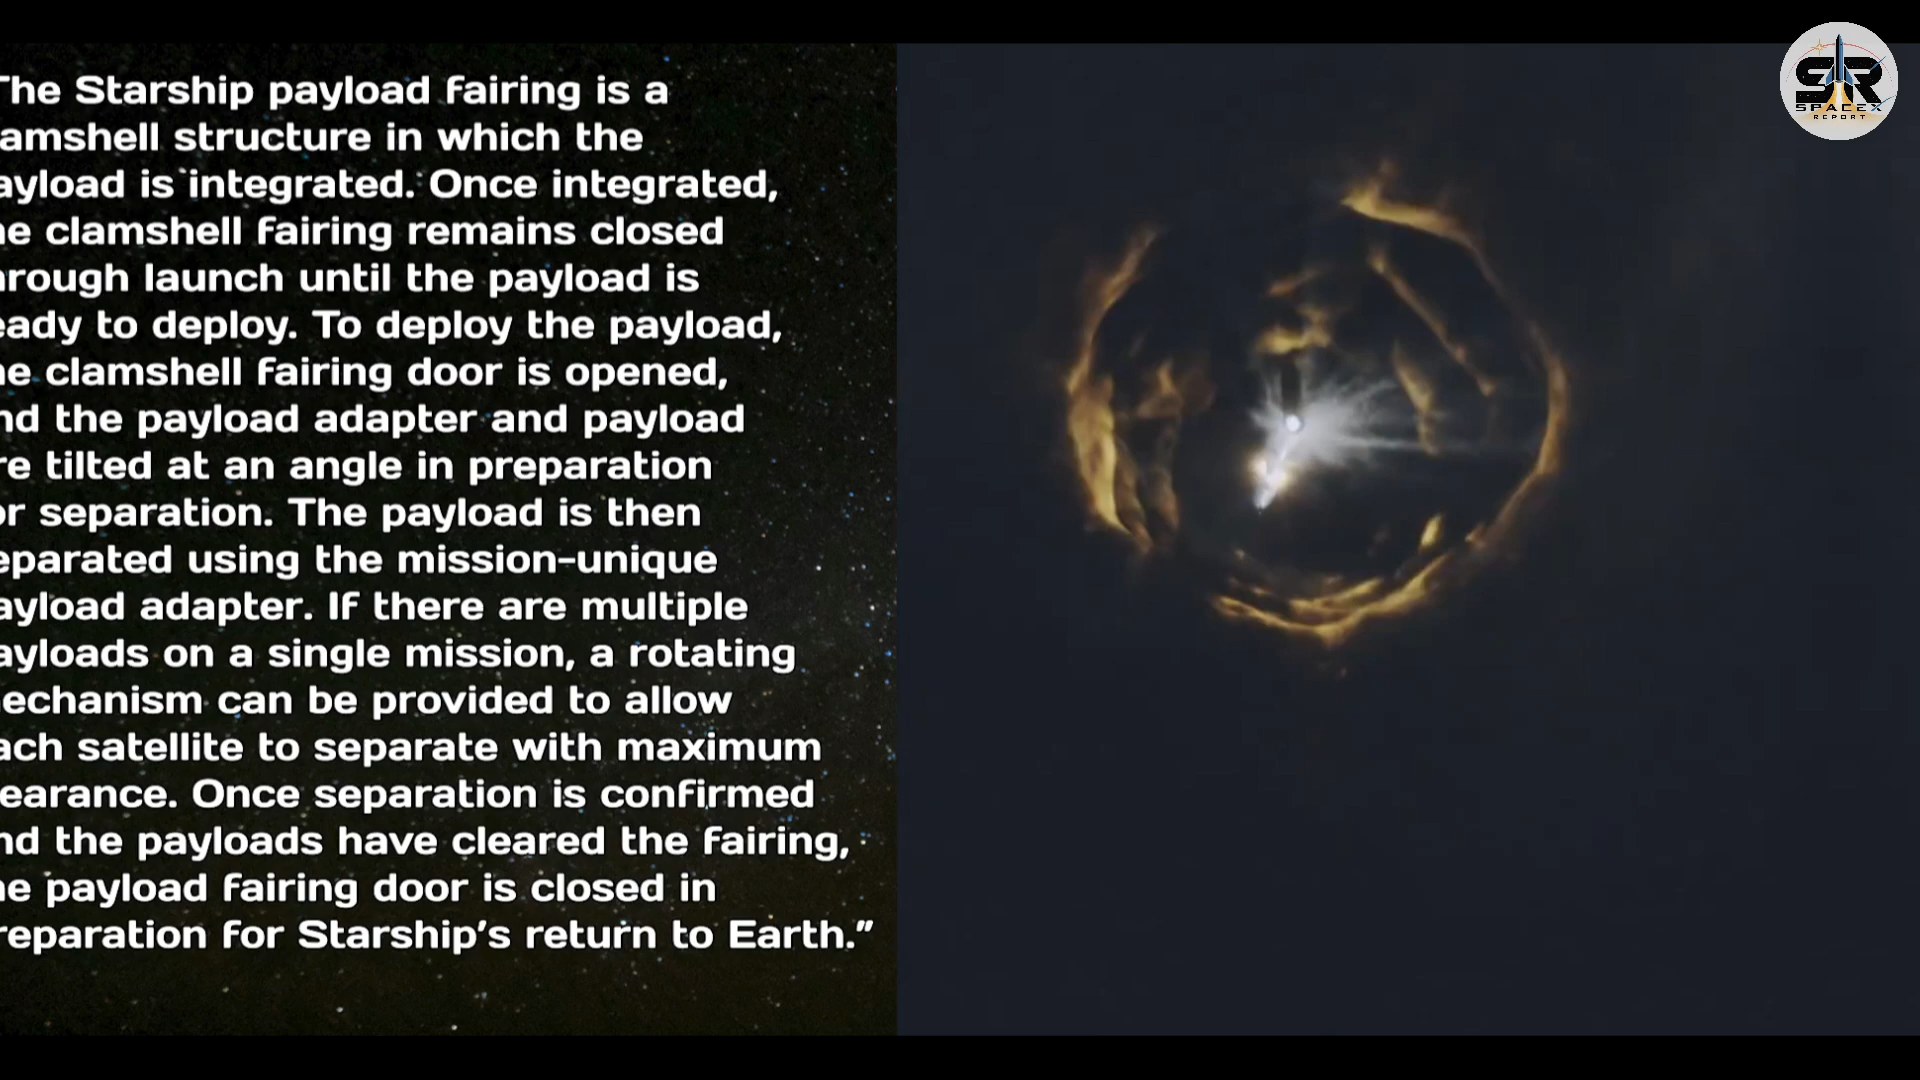 The Starship payload fairing is a
amshell structure in which the
ayload is integrated. Once integrated,
he clamshell fairing remains closed
hrough launch until the payload is
eady to deploy. To deploy the payload,
he clamshell fairing door is opened,
nd the payload adapter and payload
re tilted at an angle in preparation
or separation. The payload is then
eparated using the mission-unique
ayload adapter. If there are multiple
ayloads on a single mission, a rotating
echanism can be provided to allow
ach satellite to separate with maximum
earance. Once separation is confirmed
nd the payloads have cleared the fairing,
he payload fairing door is closed in
reparation for Starship's return to Earth."
SR
SPACEX
REPORT